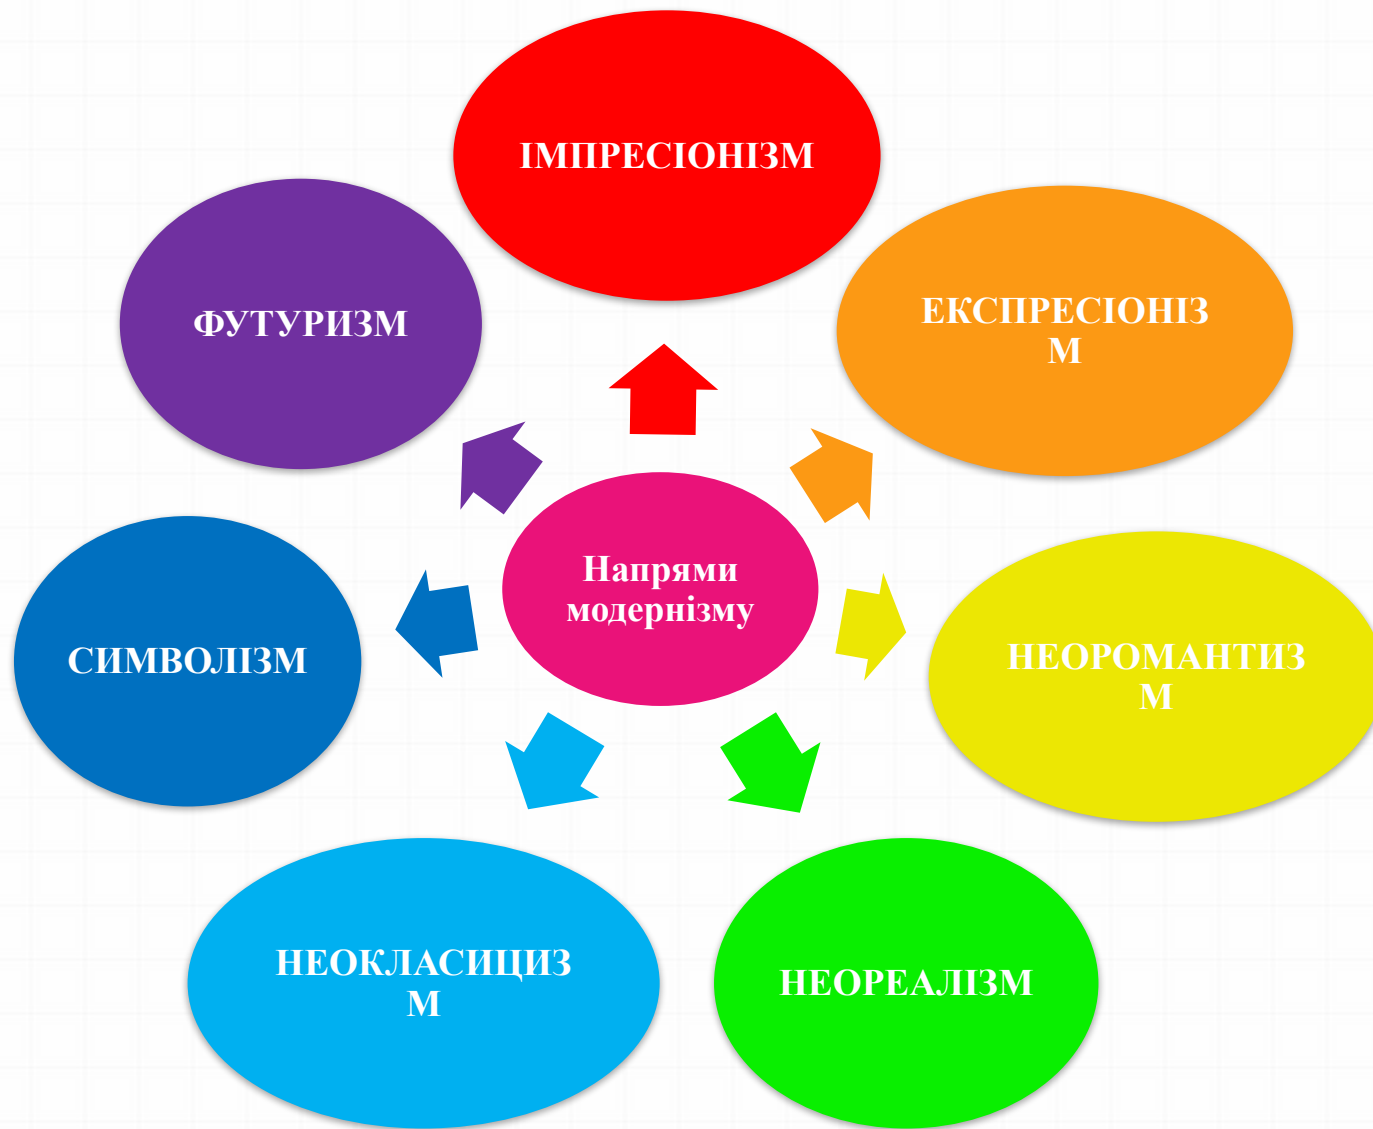 ІМПРЕСІОНІЗМ
ЕКСПРЕСІОНІЗ
М
НЕОРОМАНТИЗ
М
НЕОРЕАЛІЗМ
НЕОКЛАСИЦИЗ
М
СИМВОЛІЗМ
ФУТУРИЗМ
Напрями
модернізму